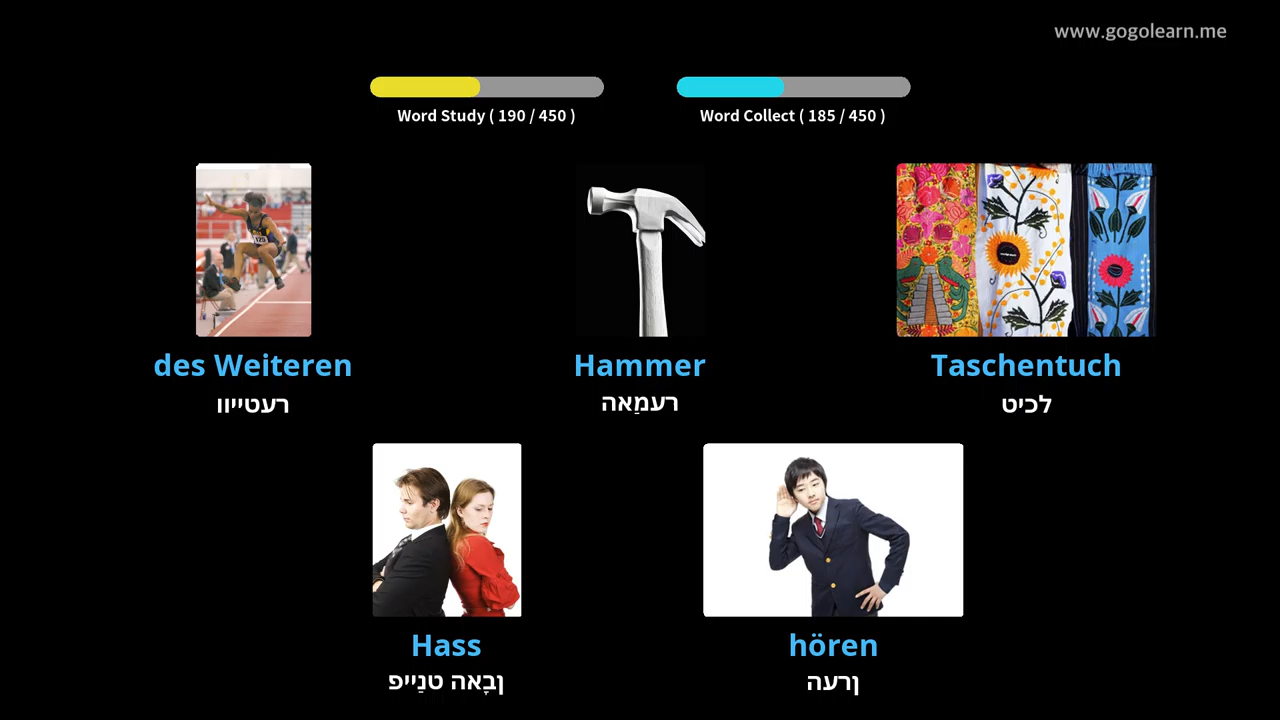 www.gogolearn.me
Word Study ( 190 / 450 )
Word Collect ( 185 / 450 )
des Weiteren
רעטייוו
Hammer
רעמַאה
Taschentuch
לכיט
Hass
ןבָאה טנַייפ
hören
ןרעה